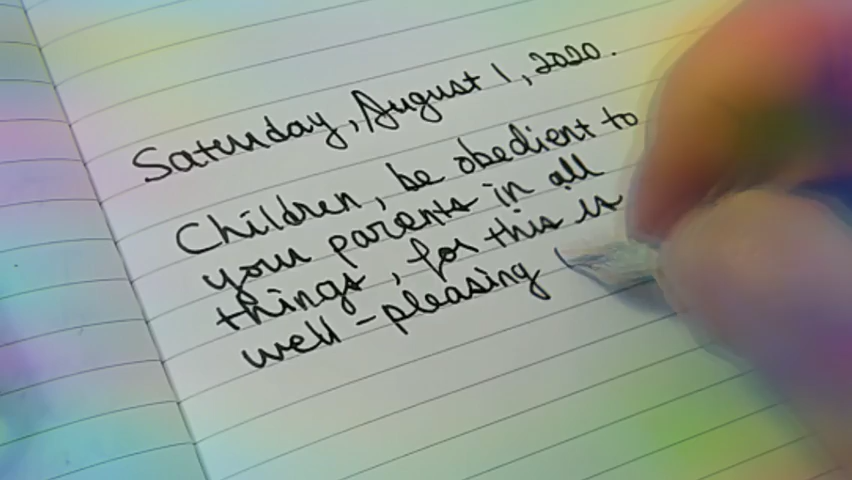 Saturday, August 1, 2020.
Children, be obedient to
your parents in all
things, for this is
well-pleasing